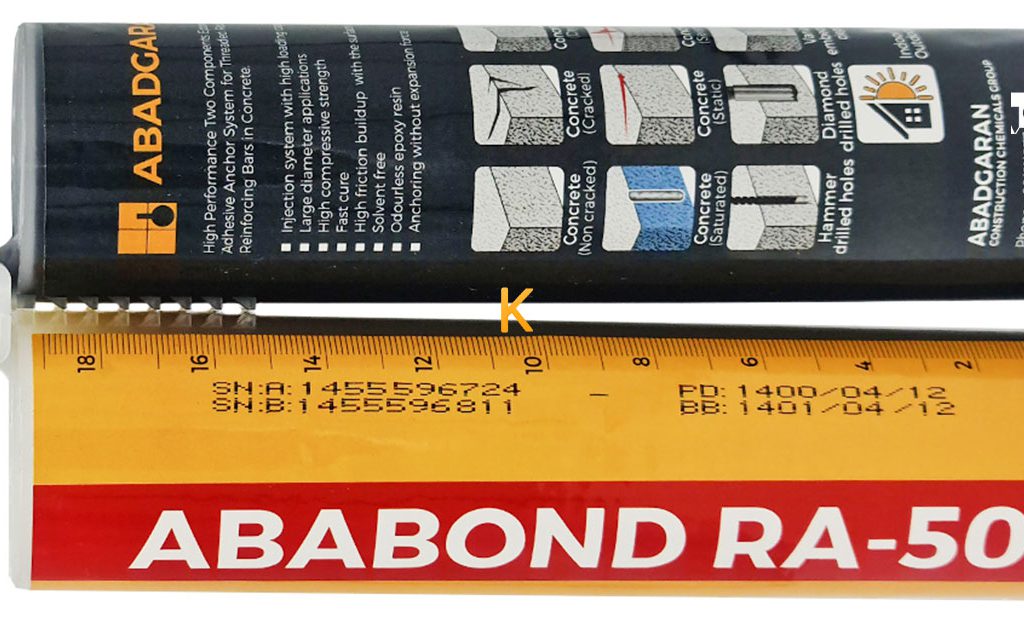 ABADGAR
High Performance Two Components
Adhesive Anchor System for Threaded
Reinforcing Bars in Concrete.
Injection system with high loading
Large diameter applications
High compressive strength
Fast cure
High friction buildup with the
Solvent free
Odourless epoxy resin
Anchoring without expansion
Concrete
(Cracked)
Concrete
(Static)
Diamond
drilled holes
Concrete
(Non cracked)
Concrete
(Saturated)
Hammer
drilled holes
ABADGARAN
CONSTRUCTION CHEMICALS GROUP
K
18 16 14 12 10 8 6 4 2
SN:A:1455596724 - PD:1400/04/12
SN:B:1455596811 BB:1401/04/12
ABABOND RA-50